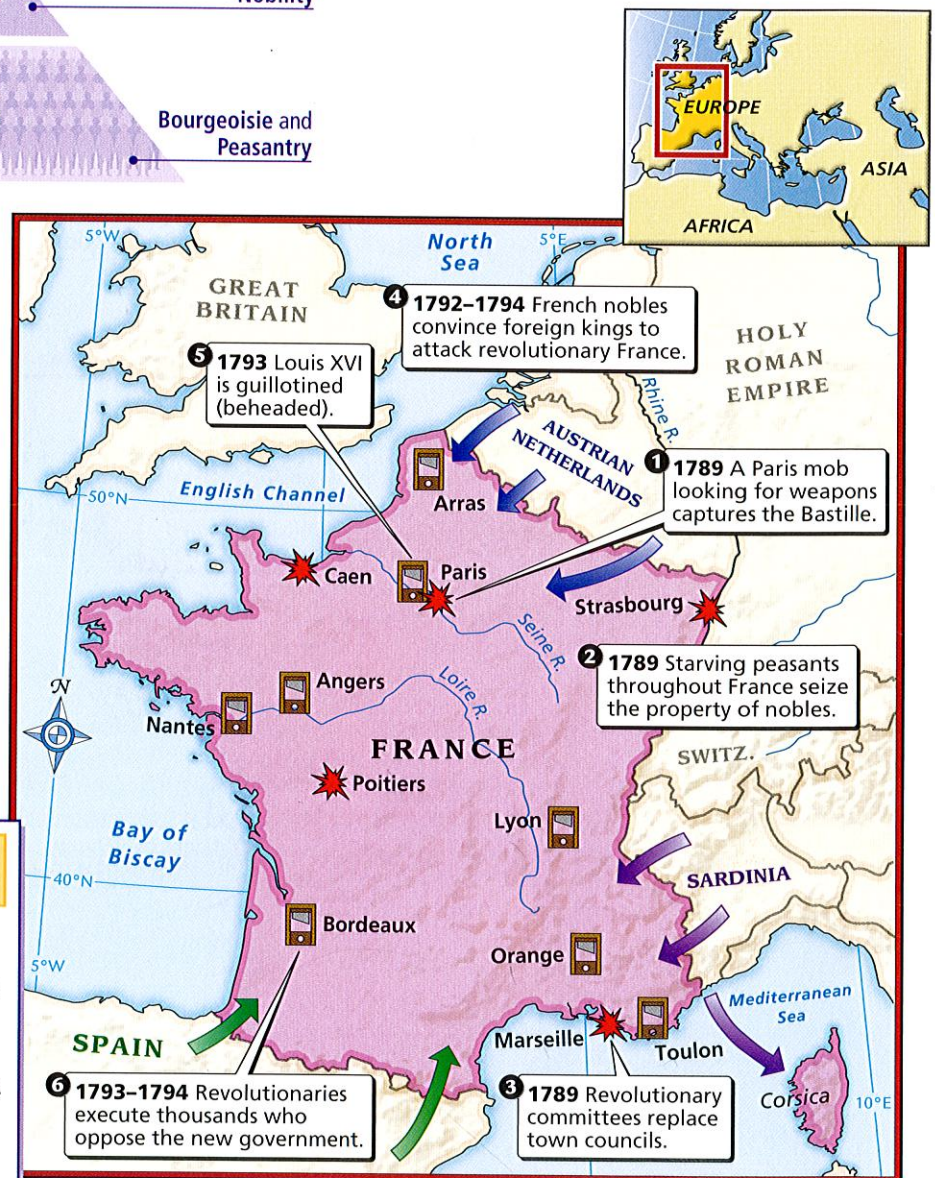 Nobility
Bourgeoisie and
Peasantry
EUROPE
ASIA
AFRICA
5°W
North
Sea
5°E
GREAT
BRITAIN
4 1792–1794 French nobles
convince foreign kings to
attack revolutionary France.
HOLY
ROMAN
EMPIRE
5 1793 Louis XVI
is guillotined
(beheaded).
Rhine R.
AUSTRIAN
NETHERLANDS
1 1789 A Paris mob
looking for weapons
captures the Bastille.
50°N
English Channel
Arras
Caen
Paris
Strasbourg
Seine R.
2 1789 Starving peasants
throughout France seize
the property of nobles.
N
Angers
Loire R.
Nantes
FRANCE
SWITZ.
Poitiers
Lyon
Bay of
Biscay
SARDINIA
40°N
Bordeaux
Orange
5°W
Mediterranean
Sea
SPAIN
Marseille
Toulon
6 1793–1794 Revolutionaries
execute thousands who
oppose the new government.
3 1789 Revolutionary
committees replace
town councils.
Corsica
10°E